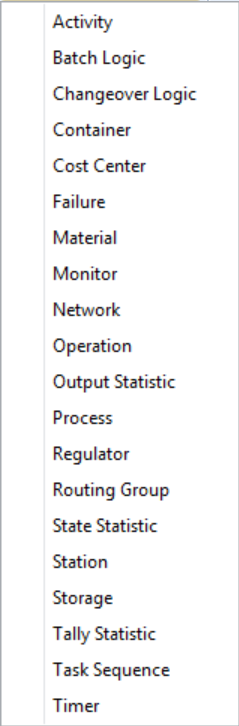 Activity
Batch Logic
Changeover Logic
Container
Cost Center
Failure
Material
Monitor
Network
Operation
Output Statistic
Process
Regulator
Routing Group
State Statistic
Station
Storage
Tally Statistic
Task Sequence
Timer